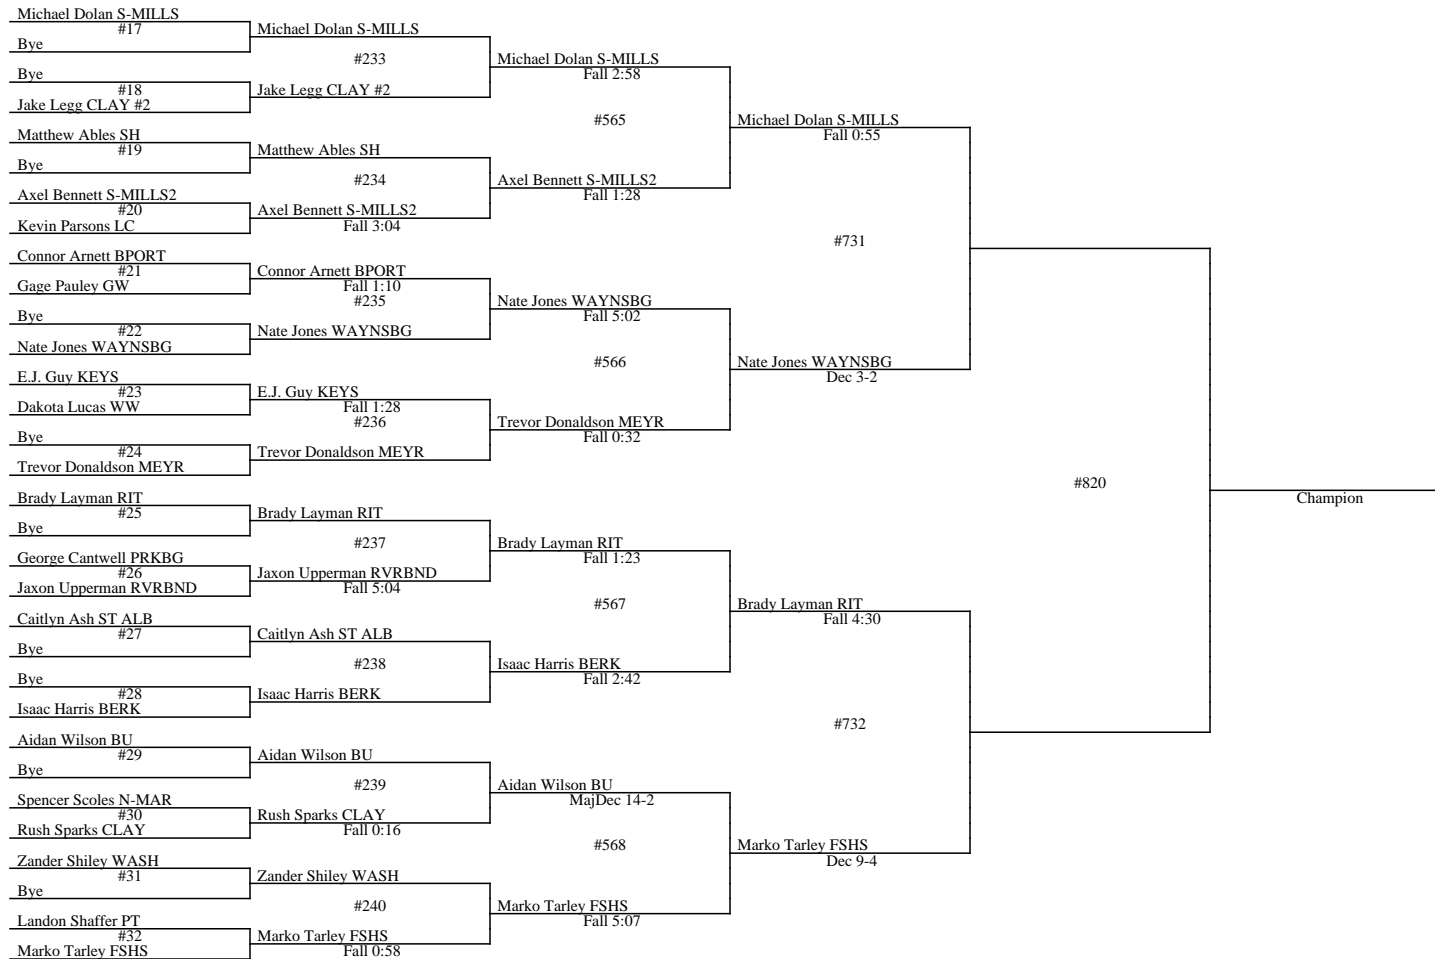 Michael Dolan S-MILLS
#17
Bye
Bye
#18
Jake Legg CLAY #2
Matthew Ables SH
#19
Bye
Axel Bennett S-MILLS2
#20
Kevin Parsons LC
Connor Arnett BPORT
#21
Gage Pauley GW
Bye
#22
Nate Jones WAYNSBG
E.J. Guy KEYS
#23
Dakota Lucas WW
Bye
#24
Trevor Donaldson MEYR
Brady Layman RIT
#25
Bye
George Cantwell PRKBG
#26
Jaxon Upperman RVRBND
Caitlyn Ash ST ALB
#27
Bye
Bye
#28
Isaac Harris BERK
Aidan Wilson BU
#29
Bye
Spencer Scoles N-MAR
#30
Rush Sparks CLAY
Zander Shiley WASH
#31
Bye
Landon Shaffer PT
#32
Marko Tarley FSHS
Michael Dolan S-MILLS
#233
Jake Legg CLAY #2
Matthew Ables SH
#234
Axel Bennett S-MILLS2
Fall 3:04
Connor Arnett BPORT
Fall 1:10
#235
Nate Jones WAYNSBG
E.J. Guy KEYS
Fall 1:28
#236
Trevor Donaldson MEYR
Brady Layman RIT
#237
Jaxon Upperman RVRBND
Fall 5:04
Caitlyn Ash ST ALB
#238
Isaac Harris BERK
Aidan Wilson BU
#239
Rush Sparks CLAY
Fall 0:16
Zander Shiley WASH
#240
Marko Tarley FSHS
Fall 0:58
Michael Dolan S-MILLS
Fall 2:58
#565
Axel Bennett S-MILLS2
Fall 1:28
Nate Jones WAYNSBG
Fall 5:02
#566
Trevor Donaldson MEYR
Fall 0:32
Brady Layman RIT
Fall 1:23
#567
Isaac Harris BERK
Fall 2:42
Aidan Wilson BU
MajDec 14-2
#568
Marko Tarley FSHS
Fall 5:07
Michael Dolan S-MILLS
Fall 0:55
#731
Nate Jones WAYNSBG
Dec 3-2
Brady Layman RIT
Fall 4:30
#732
Marko Tarley FSHS
Dec 9-4
#820
Champion